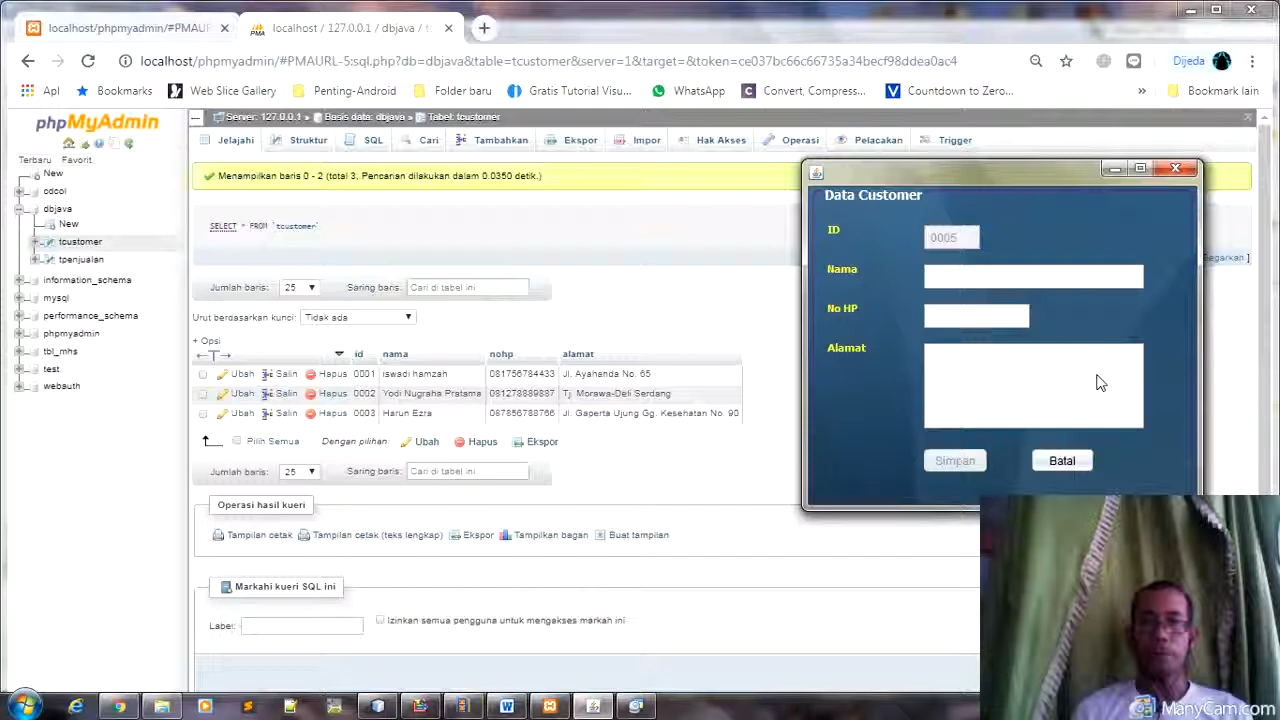 localhost/phpmyadmin/#PMAUR
localhost / 127.0.0.1 / dbjava / t
localhost/phpmyadmin/#PMAURL-5:sql.php?db=dbjava&table=tcustomer&server=1&target=&token=ce037bc66c66735a34becf98ddea0ac4
Dijeda
Apl
Bookmarks
Web Slice Gallery
Penting-Android
Folder baru
Gratis Tutorial Visu...
WhatsApp
Convert, Compress...
Countdown to Zero...
»
Bookmark lain
phpMyAdmin
Terbaru Favorit
New
cdcol
dbjava
New
tcustomer
tpenjualan
information_schema
mysql
performance_schema
phpmyadmin
tbl_mhs
test
webauth
Server: 127.0.0.1 » Basis data: dbjava » Tabel: tcustomer
Jelajahi Struktur SQL Cari Tambahkan Ekspor Impor Hak Akses Operasi Pelacakan Trigger
Menampilkan baris 0 - 2 (total 3, Pencarian dilakukan dalam 0.0350 detik.)
SELECT * FROM `tcustomer`
Jumlah baris: 25 Saring baris: Cari di tabel ini
Urut berdasarkan kunci: Tidak ada
+ Opsi
id nama nohp alamat
Ubah Salin Hapus 0001 iswadi hamzah 081756784433 Jl. Ayahanda No. 65
Ubah Salin Hapus 0002 Yodi Nugraha Pratama 081278889887 Tj. Morawa-Deli Serdang
Ubah Salin Hapus 0003 Harun Ezra 087856788766 Jl. Gaperta Ujung Gg. Kesehatan No. 90
Pilih Semua Dengan pilihan: Ubah Hapus Ekspor
Jumlah baris: 25 Saring baris: Cari di tabel ini
Operasi hasil kueri
Tampilan cetak Tampilan cetak (teks lengkap) Ekspor Tampilkan bagan Buat tampilan
Markahi kueri SQL ini
Label: Izinkan semua pengguna untuk mengakses markah ini
Data Customer
ID 0005
Nama
No HP
Alamat
Simpan Batal
ManyCam.com